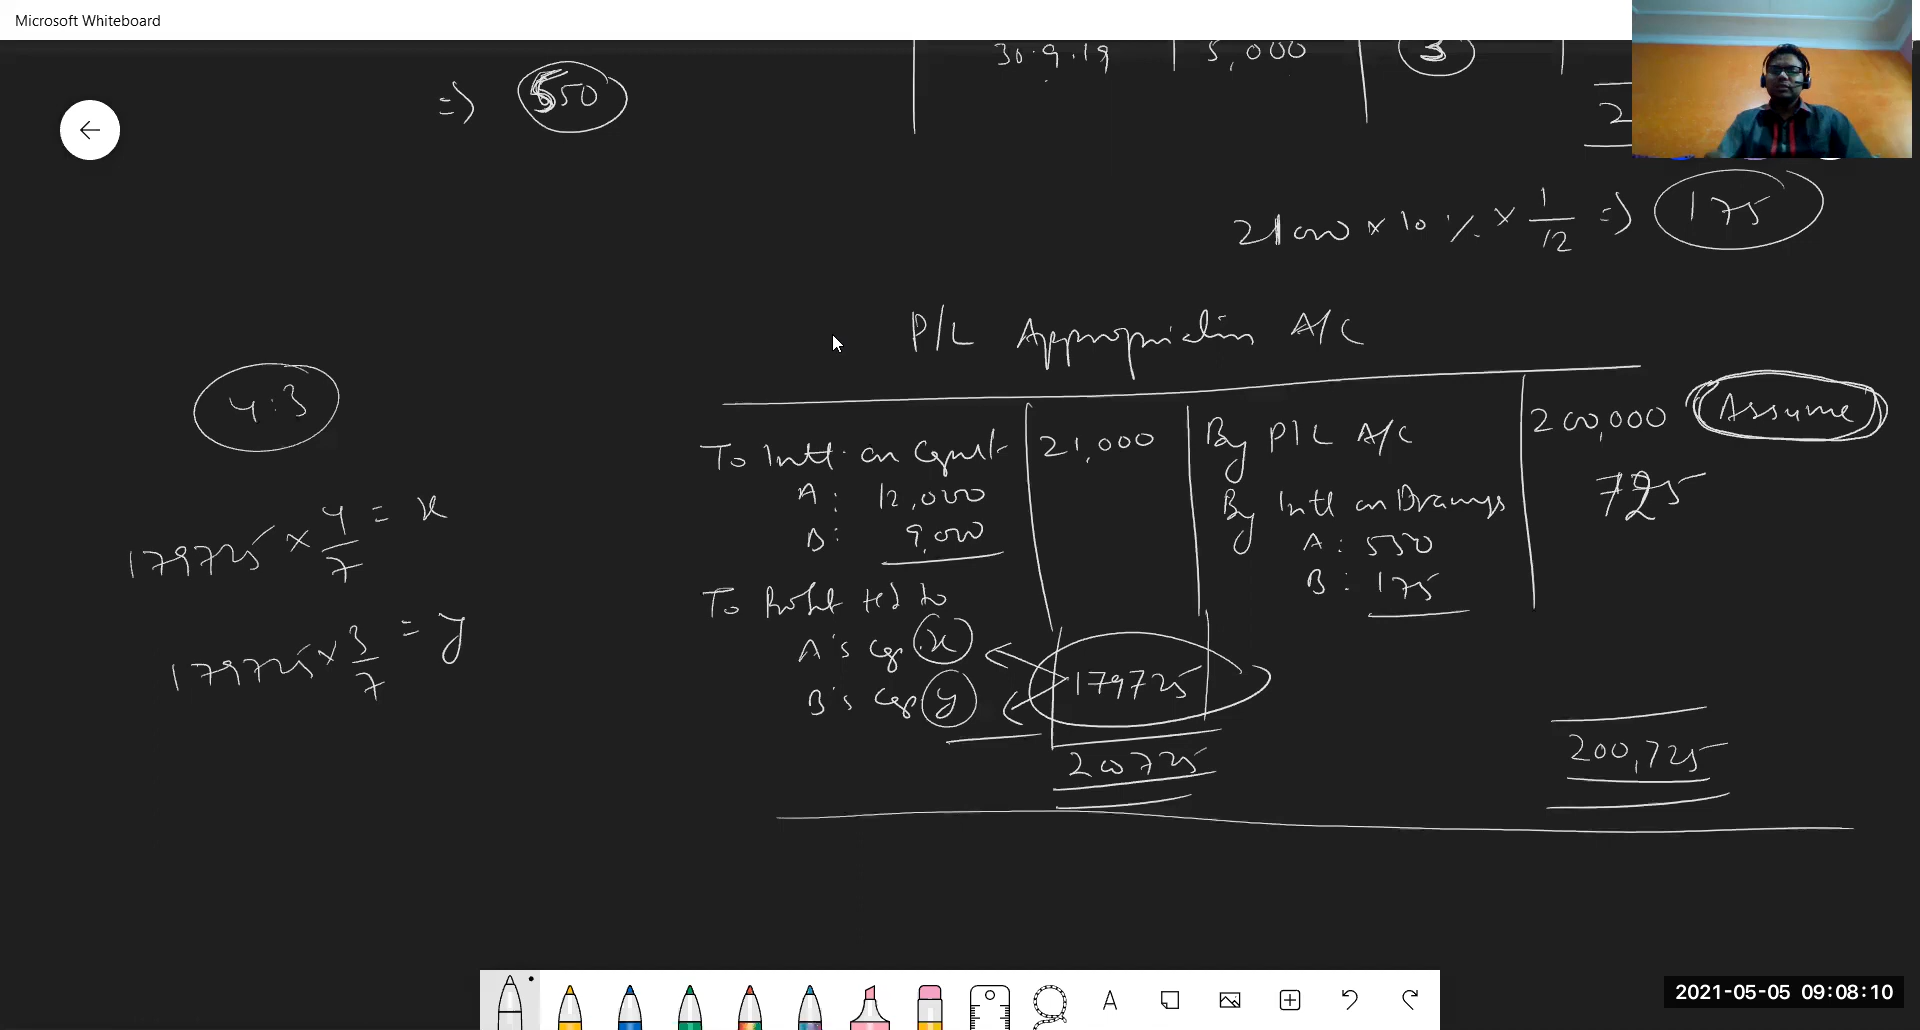 Microsoft Whiteboard
30.9.19 5,000 3
=) 550
2
21000 x 10 % x 1/12 =) 175
P/L Appropriation A/C
4:3
To Intt. on Capital 21,000 By P/L A/C 200,000 Assume
A: 12,000 By Intt on Drawings 725
B: 9,000 A: 550
B: 175
179725 x 4/7 = x
To Profit tfd to
179725 x 3/7 = y
A's cap x
B's cap y 179725
200725 200,725
2021-05-05 09:08:10